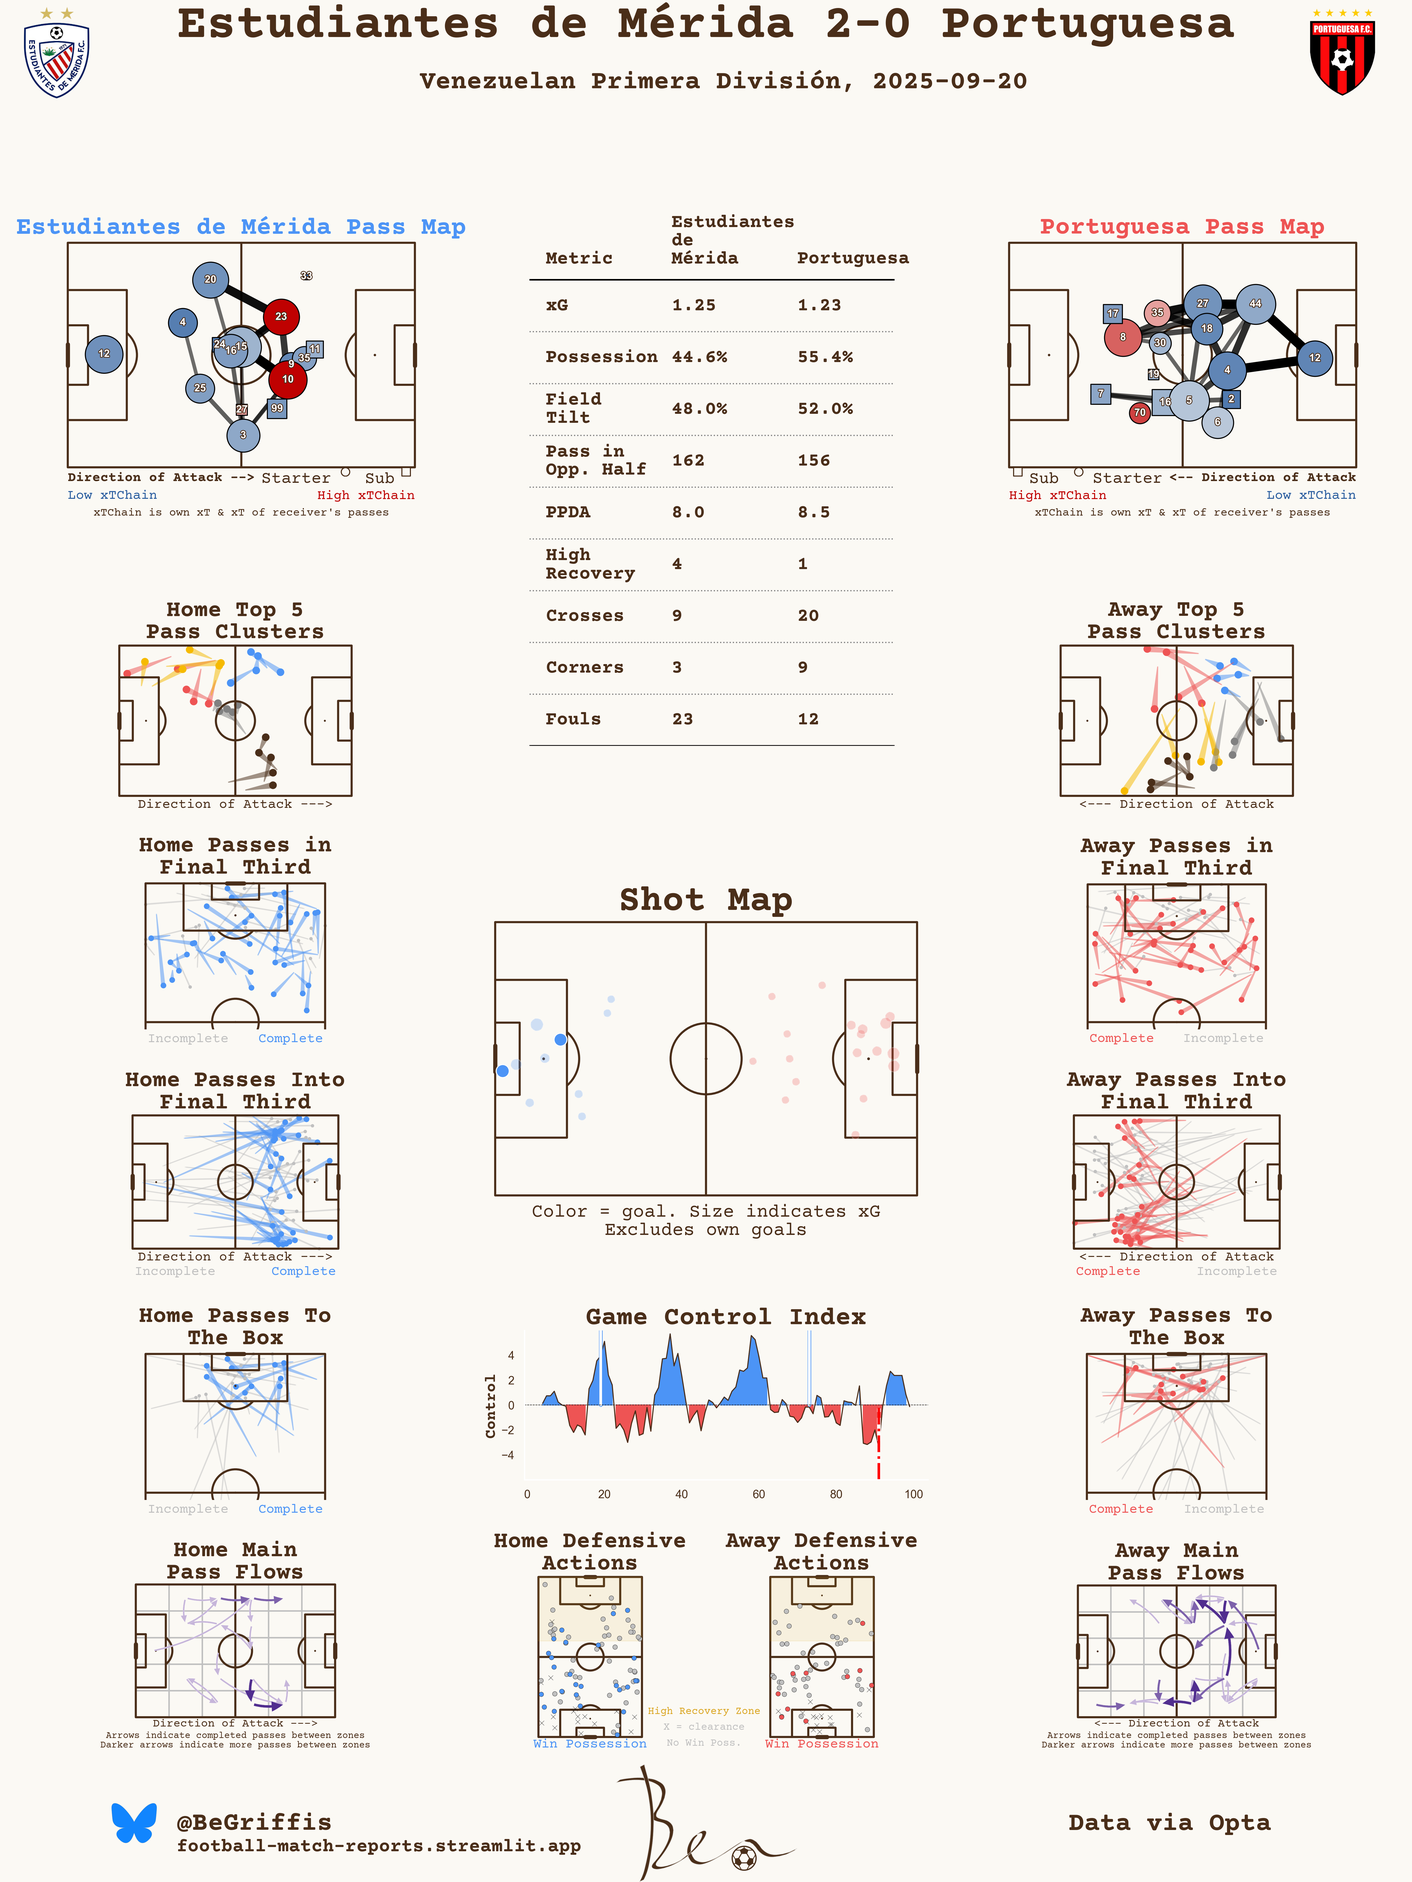 Estudiantes de Mérida 2-0 Portuguesa
Venezuelan Primera División, 2025-09-20
ESTUDIANTES DE MÉRIDA F.C.
PORTUGUESA F.C.
Estudiantes de Mérida Pass Map
20
33
4
23
12
24
16
15
9
35
11
25
10
27
99
3
Direction of Attack --> Starter Sub
Low xTChain High xTChain
xTChain is own xT & xT of receiver's passes
Metric Estudiantes de Mérida Portuguesa
xG 1.25 1.23
Possession 44.6% 55.4%
Field Tilt 48.0% 52.0%
Pass in Opp. Half 162 156
PPDA 8.0 8.5
High Recovery 4 1
Crosses 9 20
Corners 3 9
Fouls 23 12
Portuguesa Pass Map
17
35
27
44
8
18
30
12
19
4
7
16
5
2
70
6
Sub Starter <-- Direction of Attack
High xTChain Low xTChain
xTChain is own xT & xT of receiver's passes
Home Top 5
Pass Clusters
Direction of Attack --->
Away Top 5
Pass Clusters
<--- Direction of Attack
Home Passes in
Final Third
Incomplete Complete
Away Passes in
Final Third
Complete Incomplete
Shot Map
Color = goal. Size indicates xG
Excludes own goals
Home Passes Into
Final Third
Direction of Attack --->
Incomplete Complete
Away Passes Into
Final Third
<--- Direction of Attack
Complete Incomplete
Home Passes To
The Box
Incomplete Complete
Game Control Index
Control
4
2
0
−2
−4
0 20 40 60 80 100
Away Passes To
The Box
Complete Incomplete
Home Main
Pass Flows
Direction of Attack --->
Arrows indicate completed passes between zones
Darker arrows indicate more passes between zones
Home Defensive
Actions
Win Possession
High Recovery Zone
X = clearance
No Win Poss.
Away Defensive
Actions
Win Possession
Away Main
Pass Flows
<--- Direction of Attack
Arrows indicate completed passes between zones
Darker arrows indicate more passes between zones
@BeGriffis
football-match-reports.streamlit.app
Ben
Data via Opta